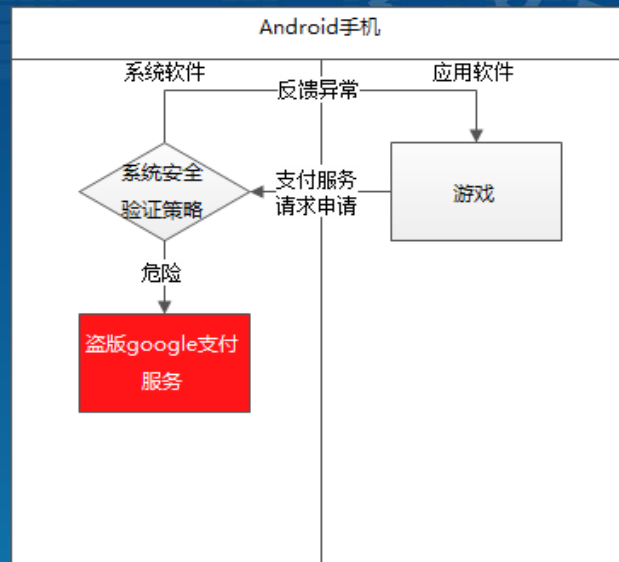 Android手机
系统软件
应用软件
反馈异常
系统安全
验证策略
支付服务
请求申请
游戏
危险
盗版google支付
服务